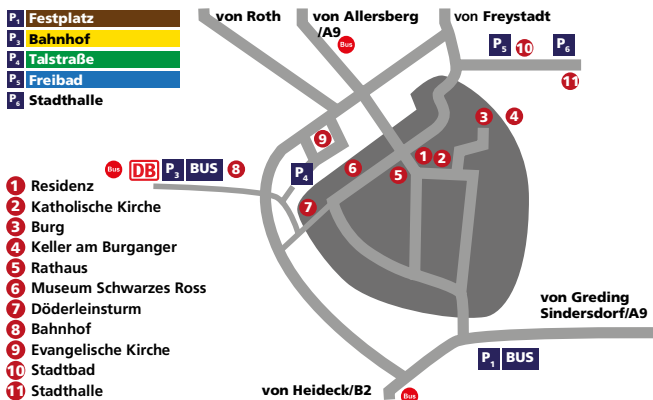 P1 Festplatz
P3 Bahnhof
P4 Talstraße
P5 Freibad
P6 Stadthalle
von Roth
von Allersberg
/A9
Bus
von Freystadt
P5 10 P6
11
3 4
9
1 2
6
5
P4
7
Bus DB P3 BUS 8
1 Residenz
2 Katholische Kirche
3 Burg
4 Keller am Burganger
5 Rathaus
6 Museum Schwarzes Ross
7 Döderleinsturm
8 Bahnhof
9 Evangelische Kirche
10 Stadtbad
11 Stadthalle
von Greding
Sindersdorf/A9
P1 BUS
von Heideck/B2
Bus